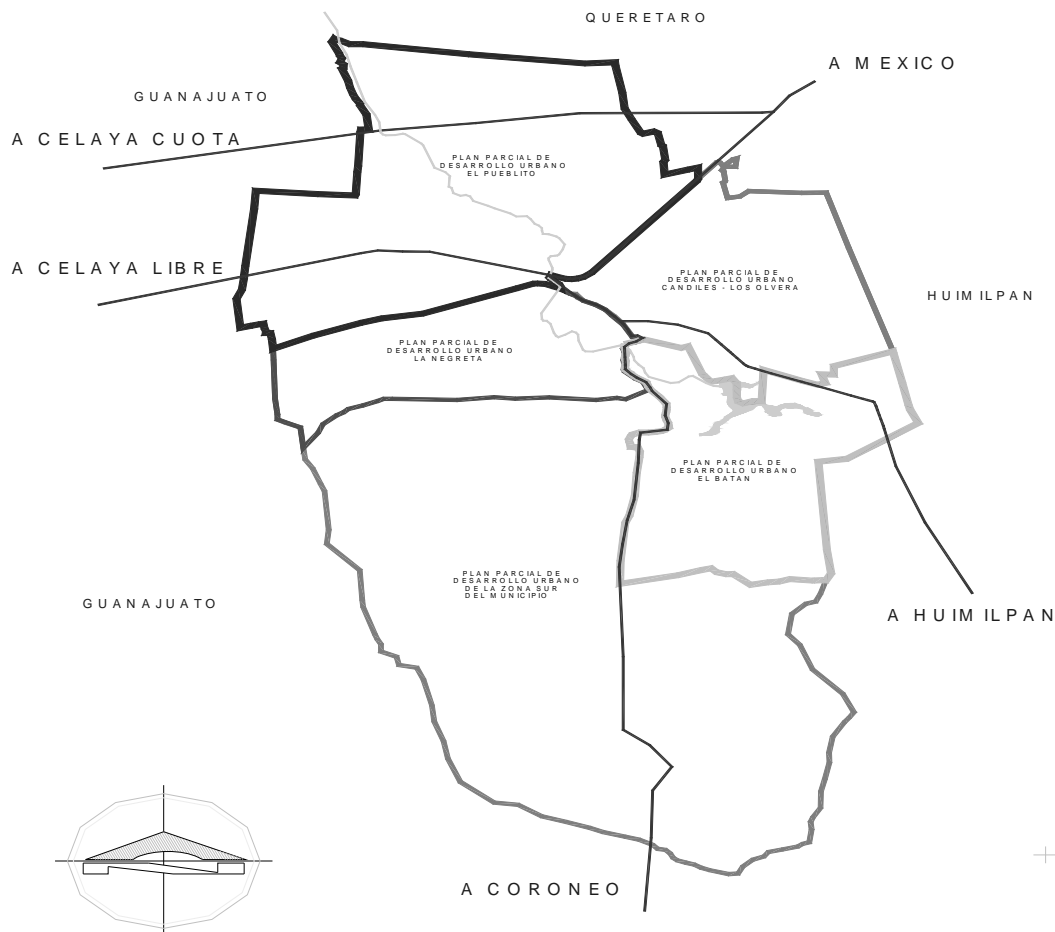 QUERETARO
A MEXICO
GUANAJUATO
A CELAYA CUOTA
PLAN PARCIAL DE
DESARROLLO URBANO
EL PUEBLITO
A CELAYA LIBRE
PLAN PARCIAL DE
DESARROLLO URBANO
CANDILES - LOS OLVERA
HUIMILPAN
PLAN PARCIAL DE
DESARROLLO URBANO
LA NEGRETA
PLAN PARCIAL DE
DESARROLLO URBANO
EL BATAN
PLAN PARCIAL DE
DESARROLLO URBANO
DE LA ZONA SUR
DEL MUNICIPIO
GUANAJUATO
A HUIMILPAN
A CORONEO